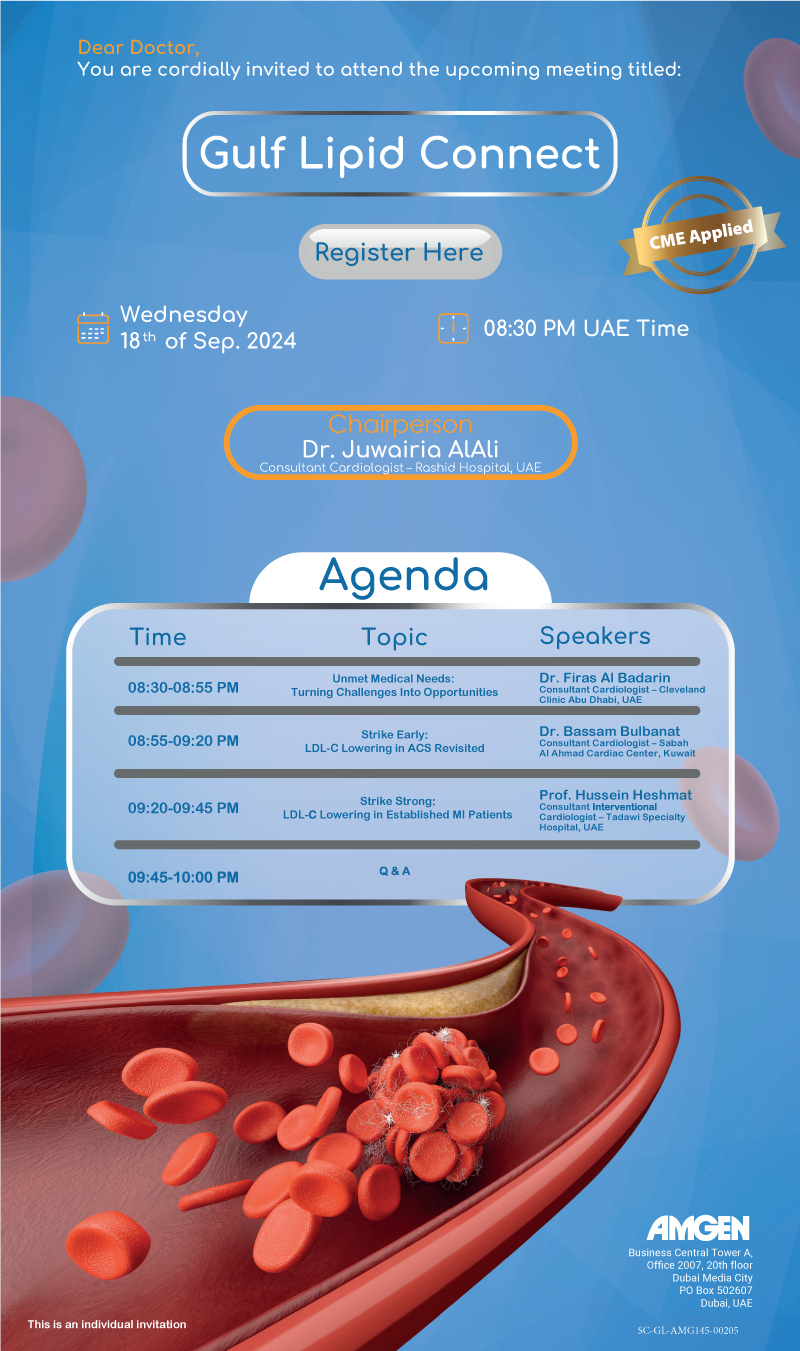 Dear Doctor,
You are cordially invited to attend the upcoming meeting titled:
Gulf Lipid Connect
CME Applied
Register Here
Wednesday
18th of Sep. 2024
08:30 PM UAE Time
Chairperson
Dr. Juwairia AlAli
Consultant Cardiologist – Rashid Hospital, UAE
Agenda
Time Topic Speakers
08:30-08:55 PM
Unmet Medical Needs:
Turning Challenges Into Opportunities
Dr. Firas Al Badarin
Consultant Cardiologist – Cleveland
Clinic Abu Dhabi, UAE
08:55-09:20 PM
Strike Early:
LDL-C Lowering in ACS Revisited
Dr. Bassam Bulbanat
Consultant Cardiologist – Sabah
Al Ahmad Cardiac Center, Kuwait
09:20-09:45 PM
Strike Strong:
LDL-C Lowering in Established MI Patients
Prof. Hussein Heshmat
Consultant Interventional
Cardiologist – Tadawi Specialty
Hospital, UAE
09:45-10:00 PM
Q & A
AMGEN
Business Central Tower A,
Office 2007, 20th floor
Dubai Media City
PO Box 502607
Dubai, UAE
This is an individual invitation
SC-GL-AMG145-00205